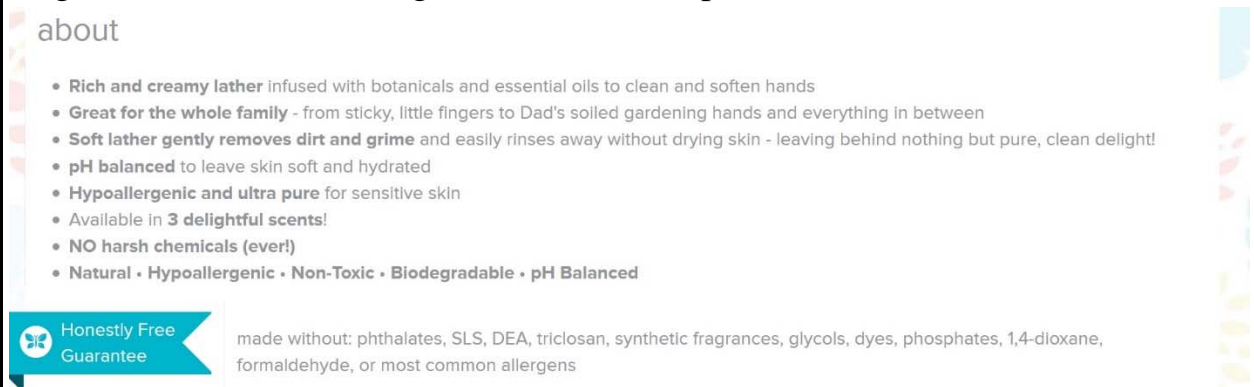 about
• Rich and creamy lather infused with botanicals and essential oils to clean and soften hands
• Great for the whole family - from sticky, little fingers to Dad's soiled gardening hands and everything in between
• Soft lather gently removes dirt and grime and easily rinses away without drying skin - leaving behind nothing but pure, clean delight!
• pH balanced to leave skin soft and hydrated
• Hypoallergenic and ultra pure for sensitive skin
• Available in 3 delightful scents!
• NO harsh chemicals (ever!)
• Natural • Hypoallergenic • Non-Toxic • Biodegradable • pH Balanced
Honestly Free
Guarantee
made without: phthalates, SLS, DEA, triclosan, synthetic fragrances, glycols, dyes, phosphates, 1,4-dioxane,
formaldehyde, or most common allergens